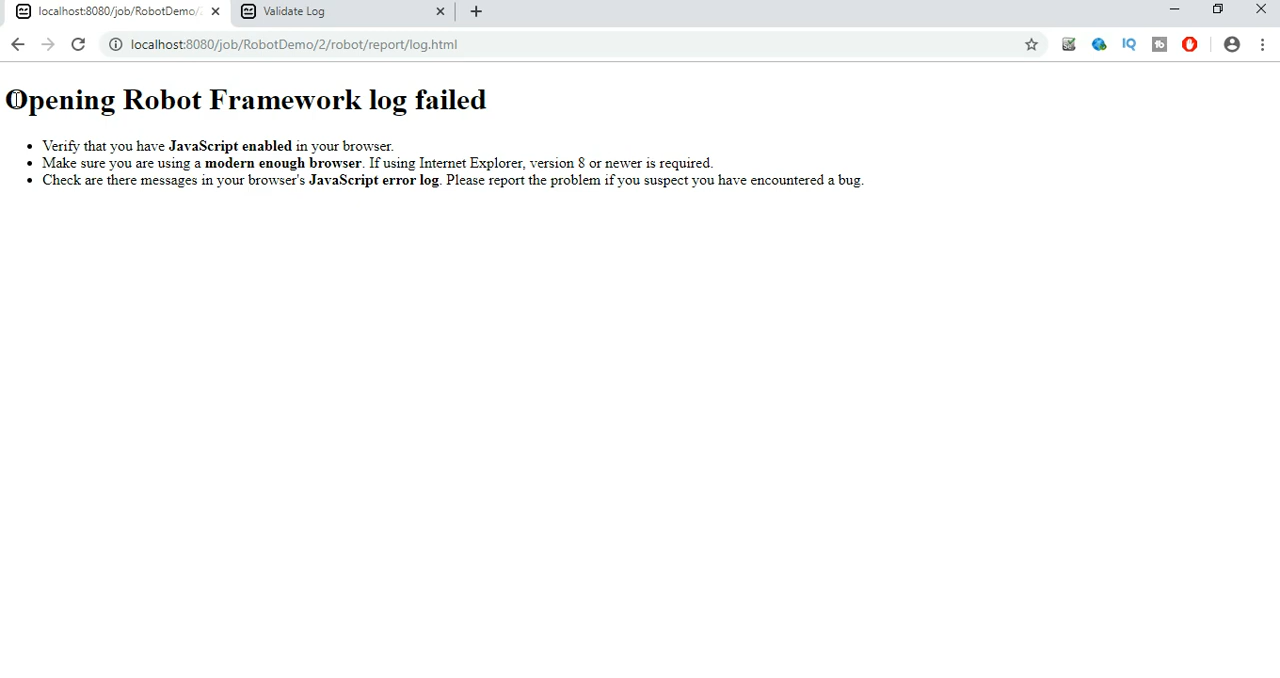 localhost:8080/job/RobotDemo/2
Validate Log
localhost:8080/job/RobotDemo/2/robot/report/log.html
IQ
Opening Robot Framework log failed
Verify that you have JavaScript enabled in your browser.
Make sure you are using a modern enough browser. If using Internet Explorer, version 8 or newer is required.
Check are there messages in your browser's JavaScript error log. Please report the problem if you suspect you have encountered a bug.